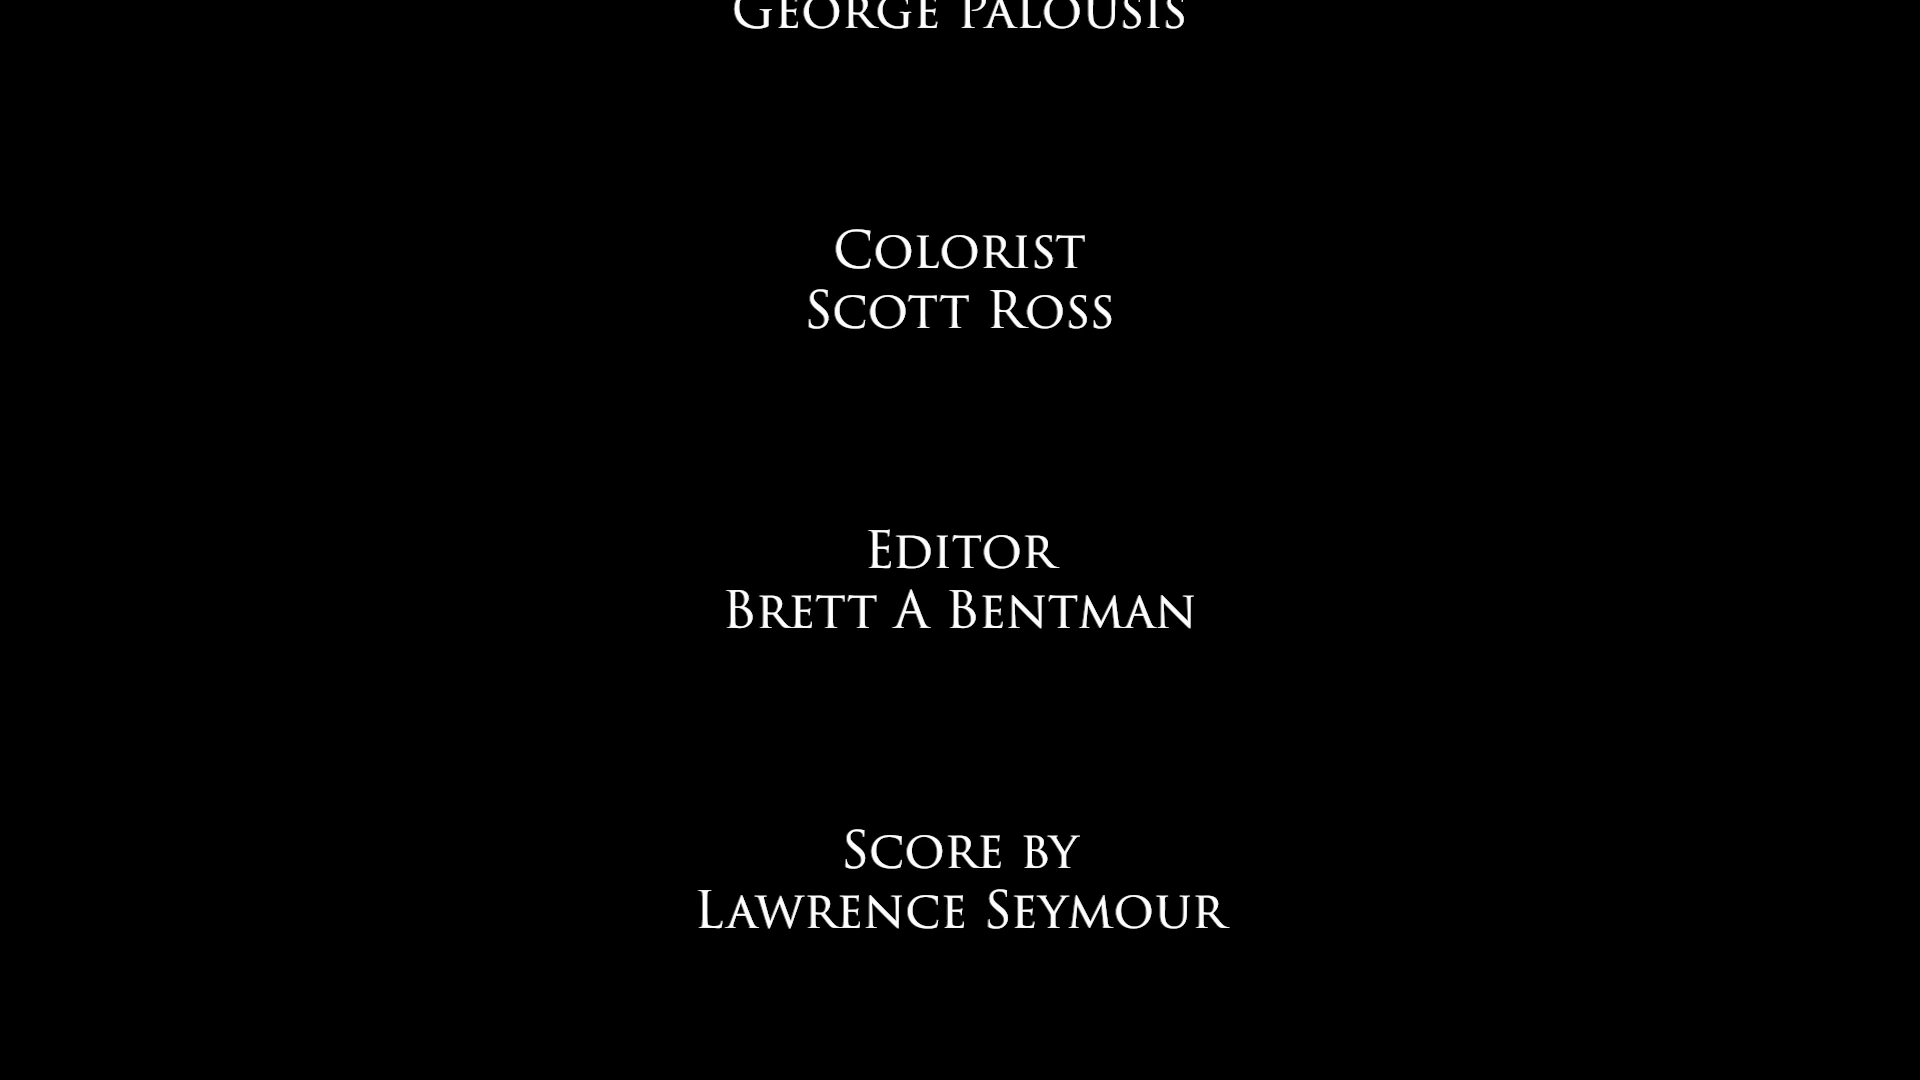 George Palousis
Colorist
Scott Ross
Editor
Brett A Bentman
Score by
Lawrence Seymour